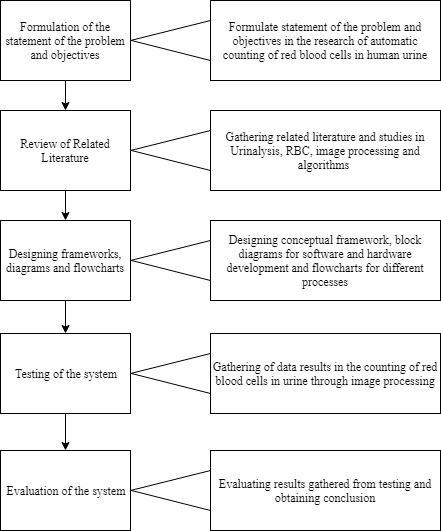 Formulation of the
statement of the problem
and objectives
Formulate statement of the problem and
objectives in the research of automatic
counting of red blood cells in human urine
Review of Related
Literature
Gathering related literature and studies in
Urinalysis, RBC, image processing and
algorithms
Designing frameworks,
diagrams and flowcharts
Designing conceptual framework, block
diagrams for software and hardware
development and flowcharts for different
processes
Testing of the system
Gathering of data results in the counting of red
blood cells in urine through image processing
Evaluation of the system
Evaluating results gathered from testing and
obtaining conclusion